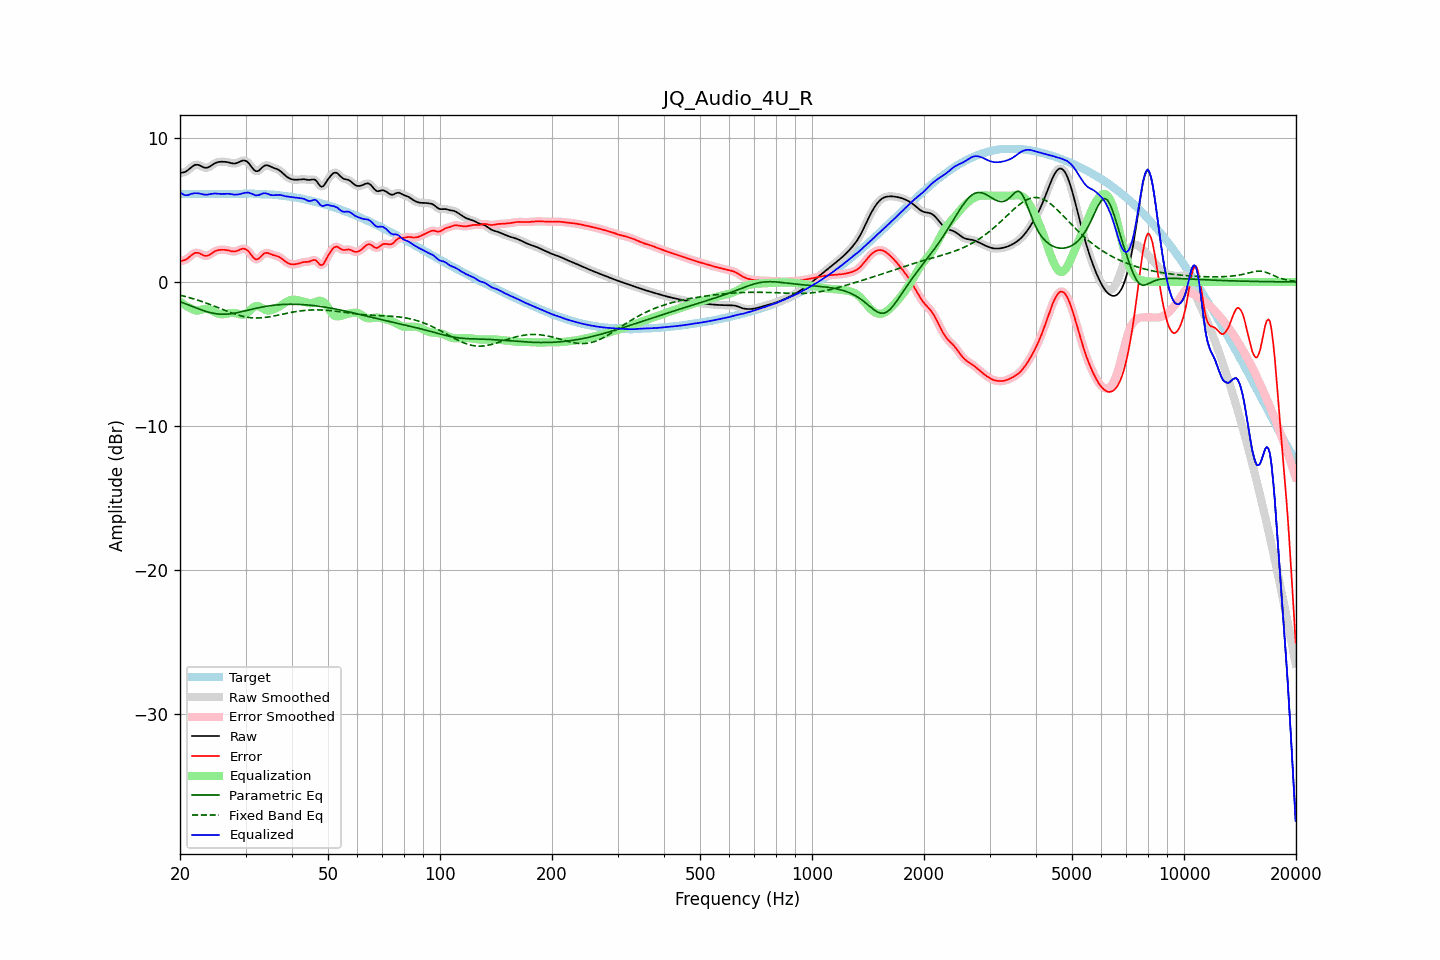 JQ_Audio_4U_R
10
0
−10
−20
−30
Amplitude (dBr)
Target
Raw Smoothed
Error Smoothed
Raw
Error
Equalization
Parametric Eq
Fixed Band Eq
Equalized
20 50 100 200 500 1000 2000 5000 10000 20000
Frequency (Hz)